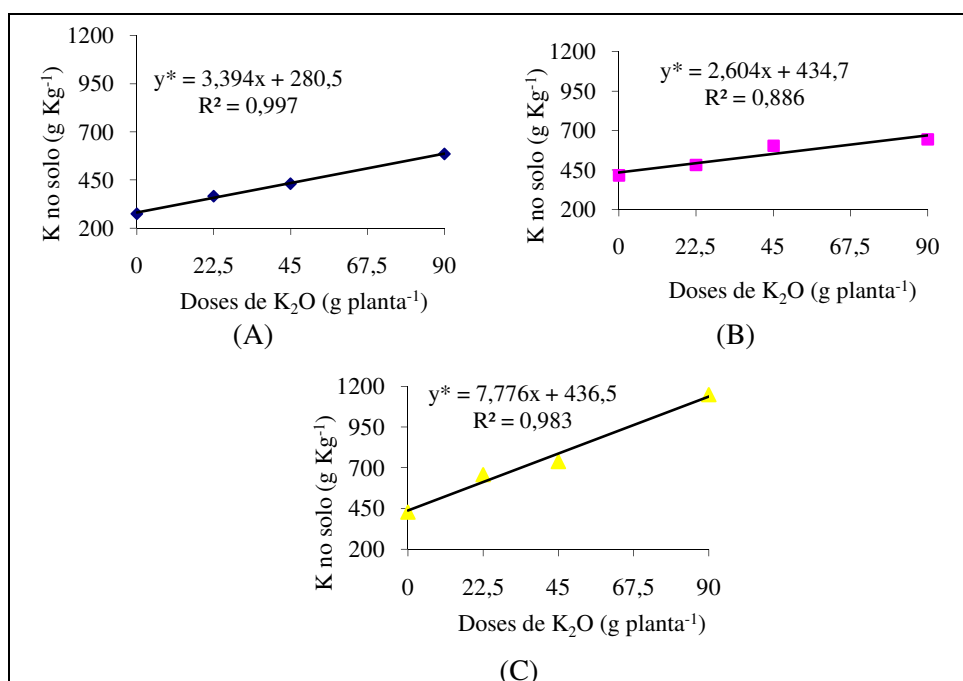 1200
950
700
450
200
K no solo (g Kg-1)
y* = 3,394x + 280,5
R² = 0,997
0 22,5 45 67,5 90
Doses de K2O (g planta-1)
(A)
1200
950
700
450
200
K no solo (g Kg-1)
y* = 2,604x + 434,7
R² = 0,886
0 22,5 45 67,5 90
Doses de K2O (g planta-1)
(B)
1200
950
700
450
200
K no solo (g Kg-1)
y* = 7,776x + 436,5
R² = 0,983
0 22,5 45 67,5 90
Doses de K2O (g planta-1)
(C)